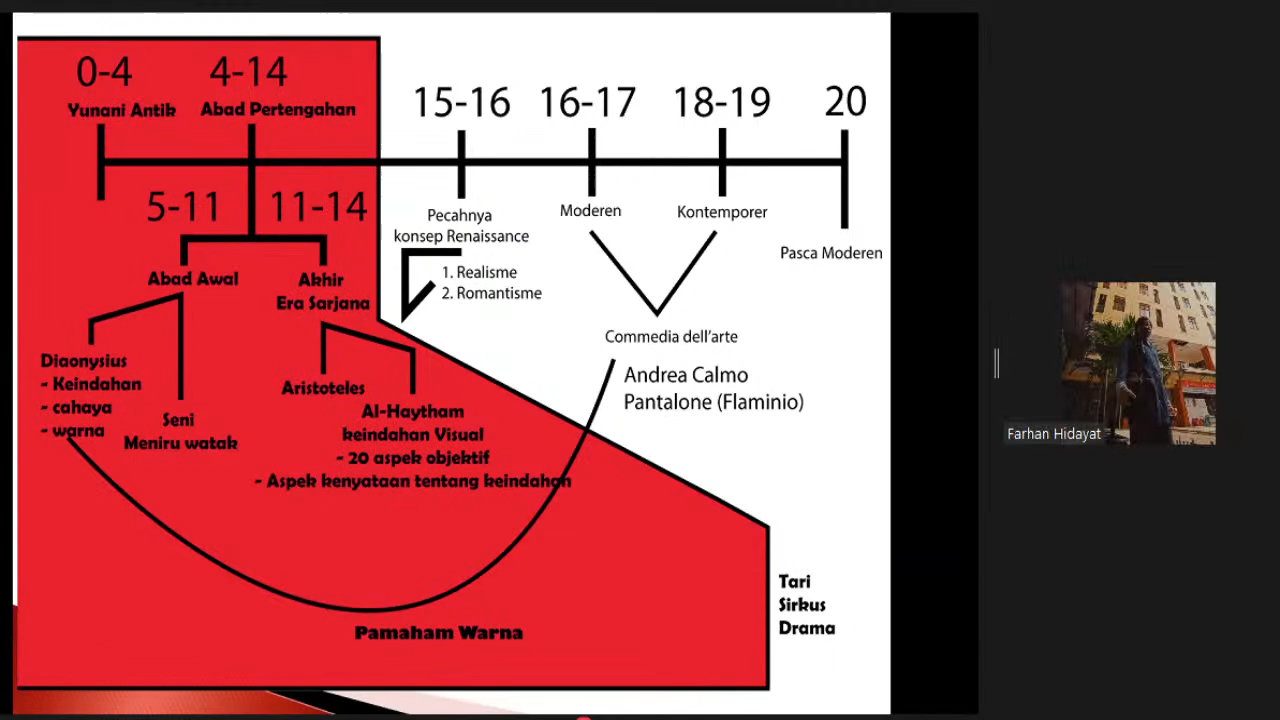 0-4
Yunani Antik
4-14
Abad Pertengahan
15-16
16-17
18-19
20
5-11
11-14
Abad Awal
Akhir
Era Sarjana
Pecahnya
konsep Renaissance
1. Realisme
2. Romantisme
Moderen
Kontemporer
Pasca Moderen
Diaonysius
- Keindahan
- cahaya
- warna
Seni
Meniru watak
Aristoteles
Al-Haytham
keindahan Visual
- 20 aspek objektif
- Aspek kenyataan tentang keindahan
Commedia dell'arte
Andrea Calmo
Pantalone (Flaminio)
Pamaham Warna
Tari
Sirkus
Drama
Farhan Hidayat